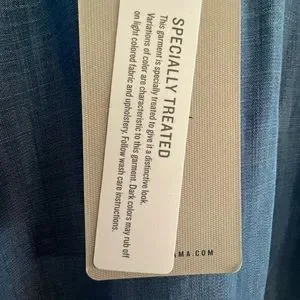 SPECIALLY TREATED
This garment is specially treated to give it a distinctive look.
Variations of color are characteristic to this garment. Dark colors may rub off
on light colored fabric and upholstery. Follow wash care instructions.
AMA.COM